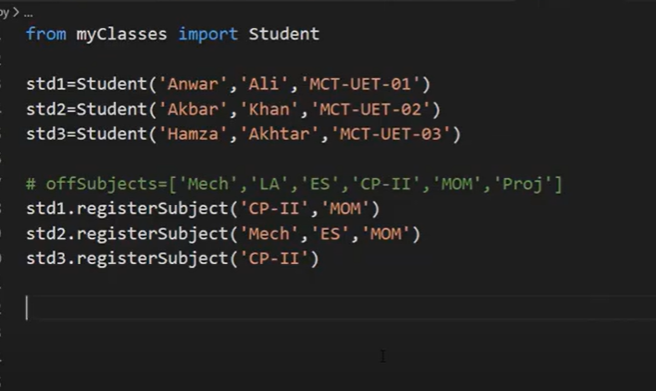 py > ...
from myClasses import Student
std1=Student('Anwar','Ali','MCT-UET-01')
std2=Student('Akbar','Khan','MCT-UET-02')
std3=Student('Hamza','Akhtar','MCT-UET-03')
# offSubjects=['Mech','LA','ES','CP-II','MOM','Proj']
std1.registerSubject('CP-II','MOM')
std2.registerSubject('Mech','ES','MOM')
std3.registerSubject('CP-II')